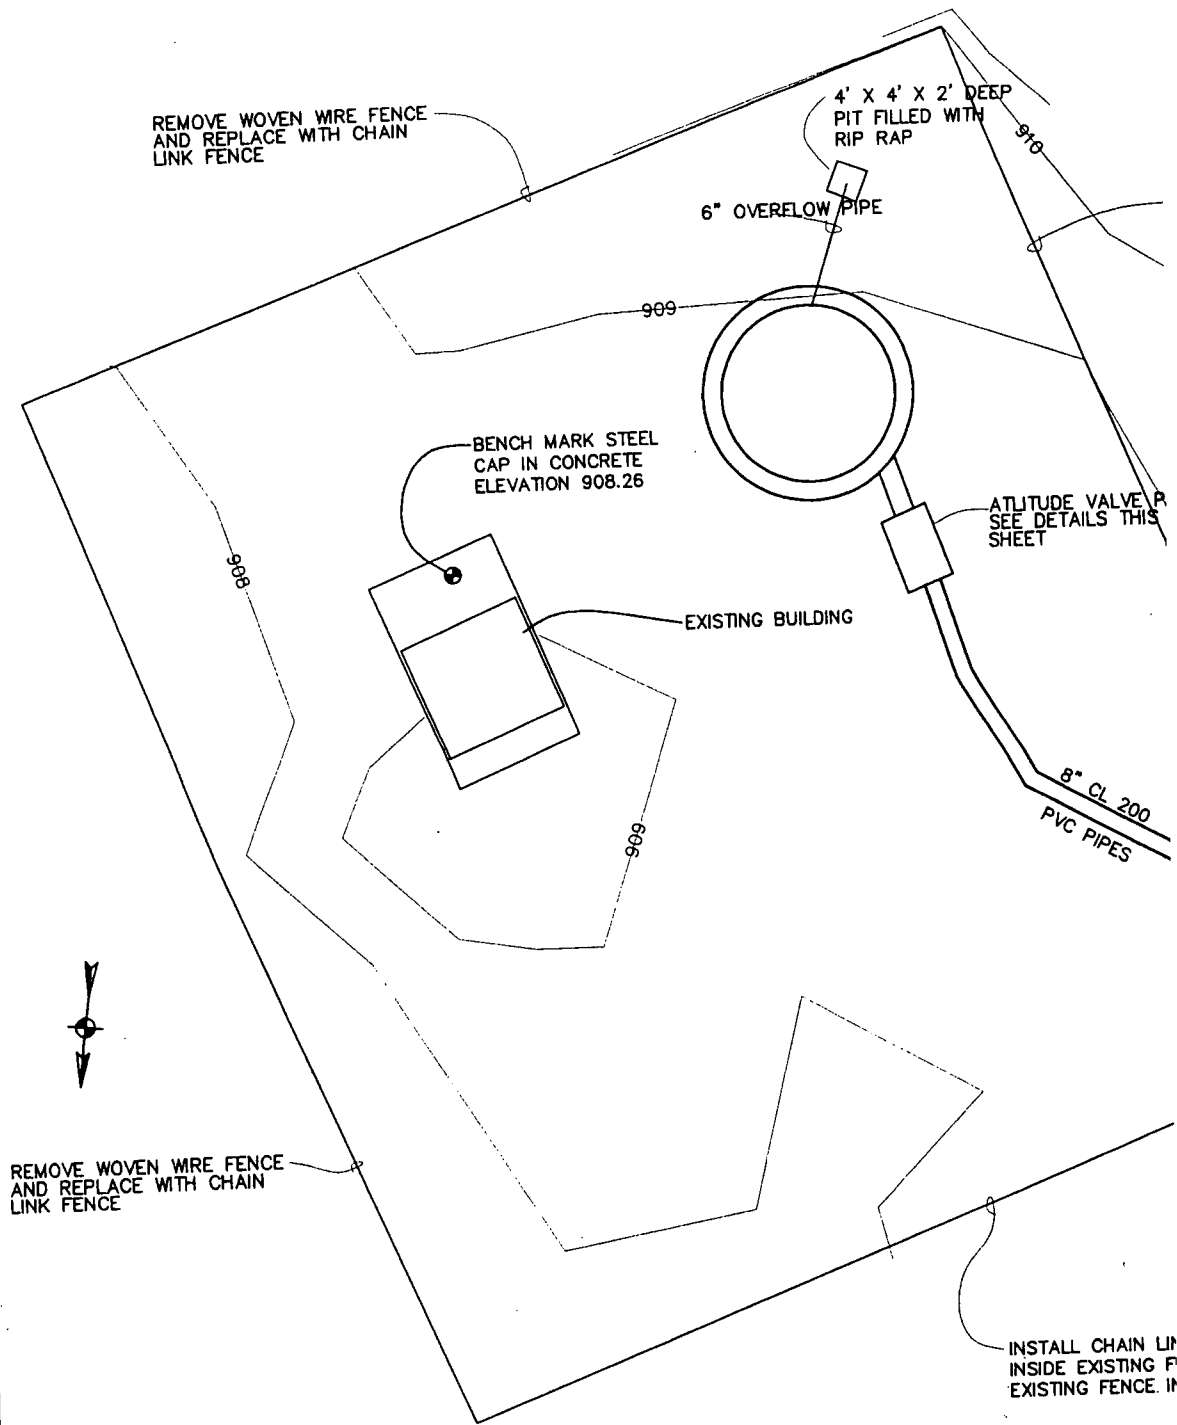 REMOVE WOVEN WIRE FENCE
AND REPLACE WITH CHAIN
LINK FENCE
4' X 4' X 2' DEEP
PIT FILLED WITH
RIP RAP
910
6" OVERFLOW PIPE
909
BENCH MARK STEEL
CAP IN CONCRETE
ELEVATION 908.26
ATLITUDE VALVE
SEE DETAILS THIS
SHEET
908
EXISTING BUILDING
8" CL 200
PVC PIPES
909
REMOVE WOVEN WIRE FENCE
AND REPLACE WITH CHAIN
LINK FENCE
INSTALL CHAIN
INSIDE EXISTING
EXISTING FENCE.